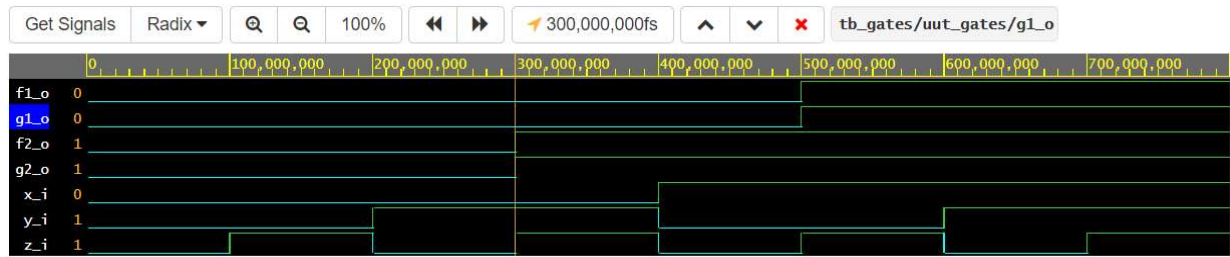 Get Signals Radix 100% 300,000,000fs tb_gates/uut_gates/g1_o
0 100,000,000 200,000,000 300,000,000 400,000,000 500,000,000 600,000,000 700,000,000
f1_o 0
g1_o 0
f2_o 1
g2_o 1
x_i 0
y_i 1
z_i 1